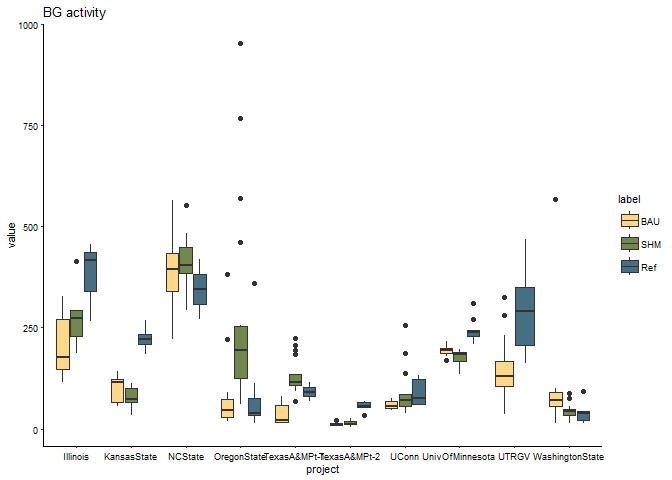 BG activity
1000
750
500
250
0
value
label
BAU
SHM
Ref
Illinois KansasState NCState OregonState TexasA&MPt-1 TexasA&MPt-2 UConn UnivOfMinnesota UTRGV WashingtonState
project